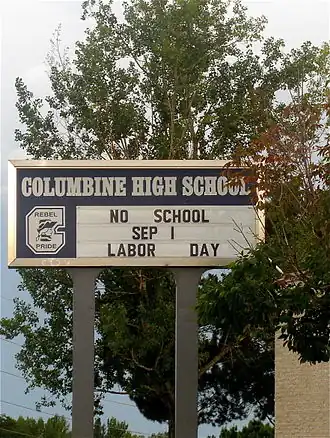 COLUMBINE HIGH SCHOOL
REBEL
PRIDE
NO SCHOOL
SEP 1
LABOR DAY